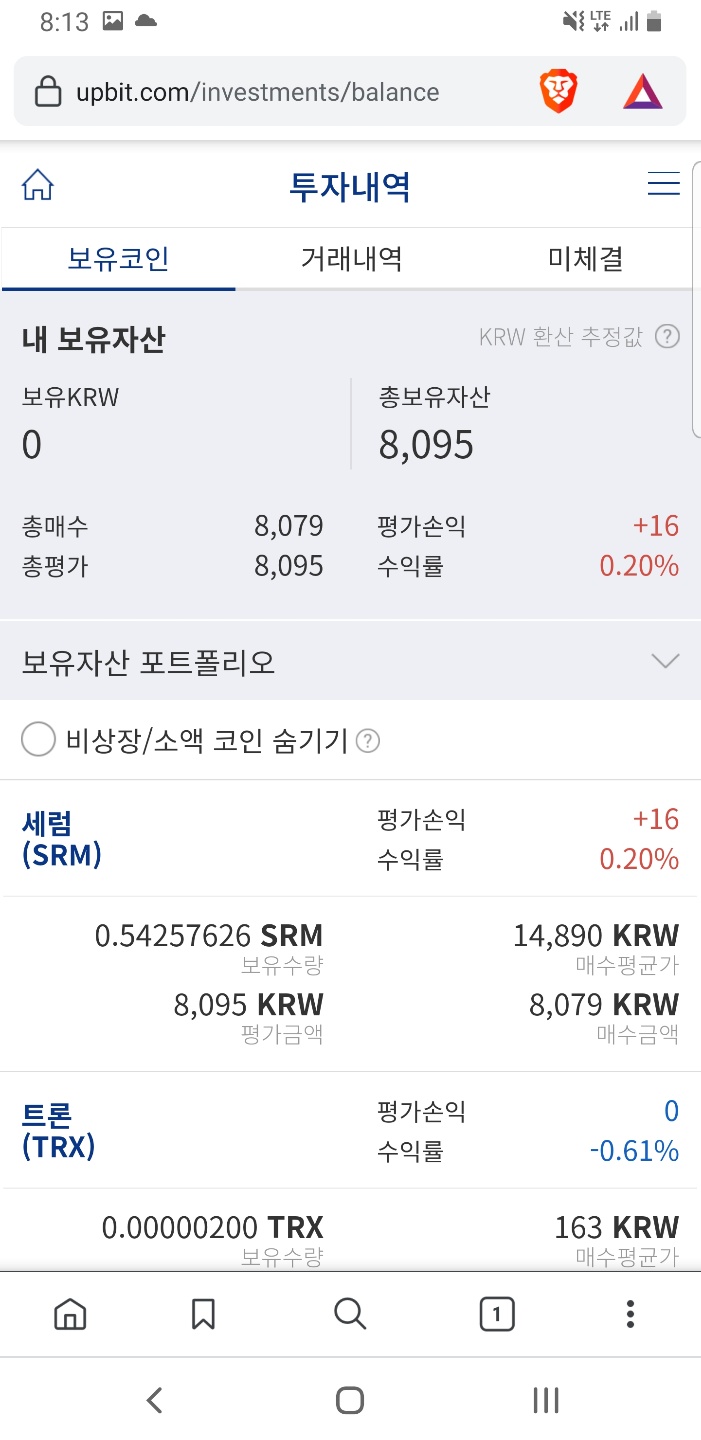 8:13 LTE
upbit.com/investments/balance
투자내역
보유코인 거래내역 미체결
내 보유자산 KRW 환산 추정값 ?
보유KRW 총보유자산
0 8,095
총매수 8,079 평가손익 +16
총평가 8,095 수익률 0.20%
보유자산 포트폴리오
비상장/소액 코인 숨기기 ?
세럼 평가손익 +16
(SRM) 수익률 0.20%
0.54257626 SRM 14,890 KRW
보유수량 매수평균가
8,095 KRW 8,079 KRW
평가금액 매수금액
트론 평가손익 0
(TRX) 수익률 -0.61%
0.00000200 TRX 163 KRW
보유수량 매수평균가
1